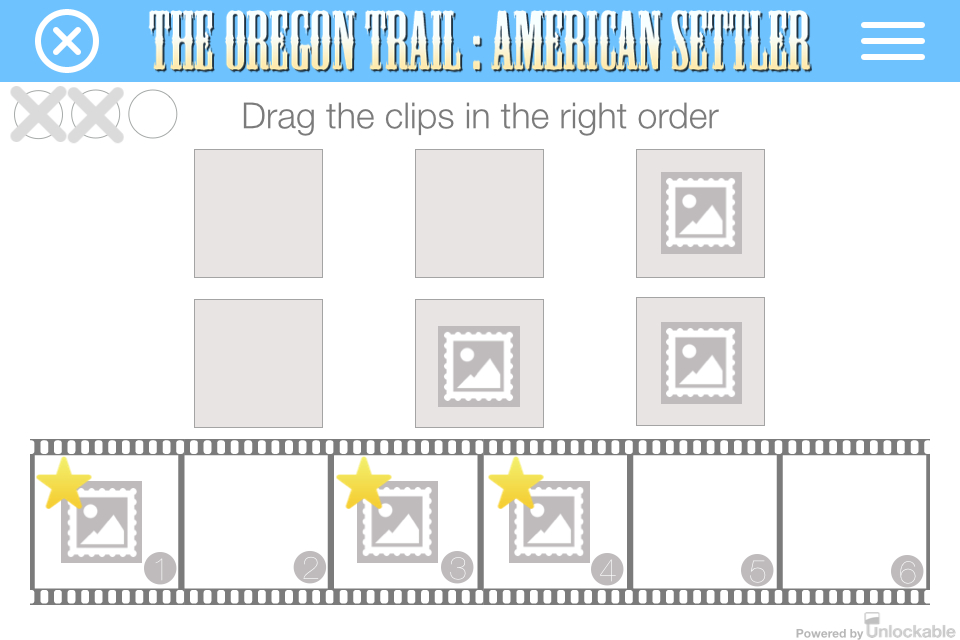 THE OREGON TRAIL : AMERICAN SETTLER
Drag the clips in the right order
1 2 3 4 5 6
Powered by Unlockable